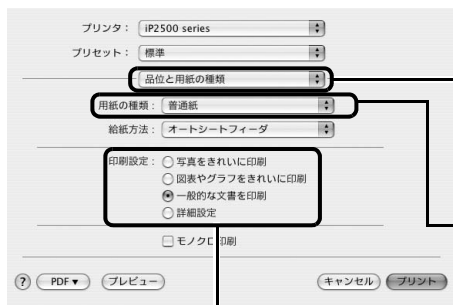 プリンタ： iP2500 series
プリセット： 標準
品位と用紙の種類
用紙の種類： 普通紙
給紙方法： オートシートフィーダ
印刷設定： 写真をきれいに印刷
図表やグラフをきれいに印刷
一般的な文書を印刷
詳細設定
モノクロ印刷
? PDF▼ プレビュー キャンセル プリント